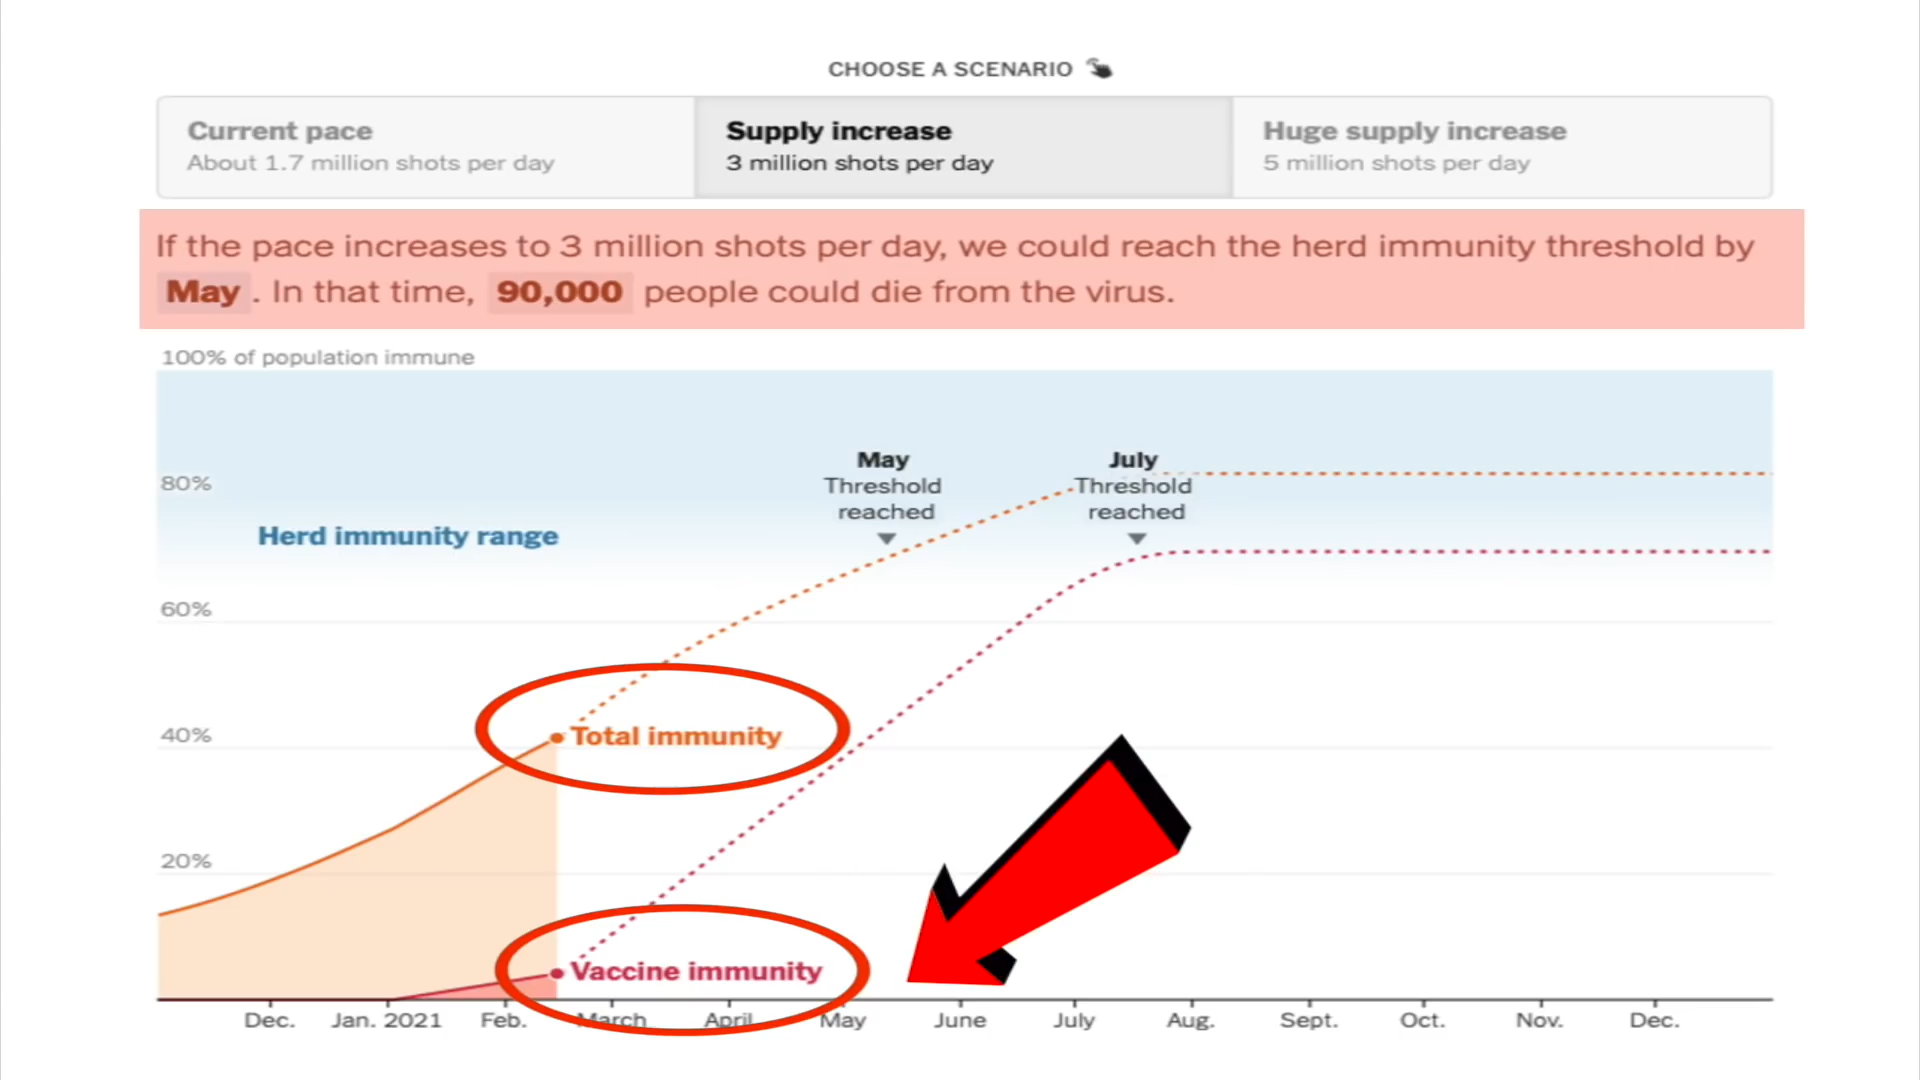 CHOOSE A SCENARIO
Current pace
About 1.7 million shots per day
Supply increase
3 million shots per day
Huge supply increase
5 million shots per day
If the pace increases to 3 million shots per day, we could reach the herd immunity threshold by
May . In that time, 90,000 people could die from the virus.
100% of population immune
80%
60%
40%
20%
Herd immunity range
May
Threshold
reached
July
Threshold
reached
Total immunity
Vaccine immunity
Dec. Jan. 2021 Feb. March April May June July Aug. Sept. Oct. Nov. Dec.